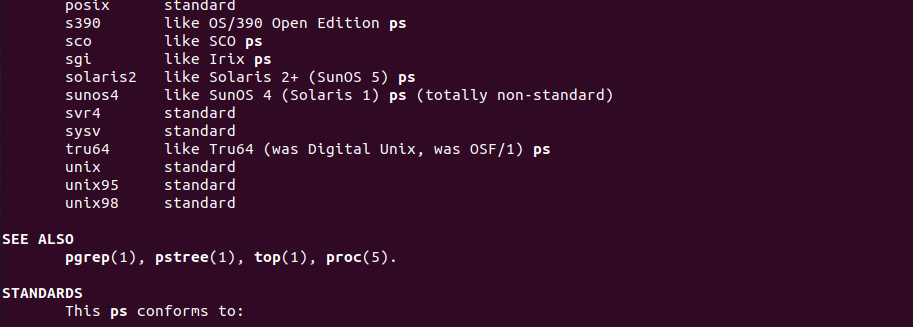 posix      standard
s390       like OS/390 Open Edition ps
sco        like SCO ps
sgi        like Irix ps
solaris2   like Solaris 2+ (SunOS 5) ps
sunos4     like SunOS 4 (Solaris 1) ps (totally non-standard)
svr4       standard
sysv       standard
tru64      like Tru64 (was Digital Unix, was OSF/1) ps
unix       standard
unix95     standard
unix98     standard
SEE ALSO
pgrep(1), pstree(1), top(1), proc(5).
STANDARDS
This ps conforms to: